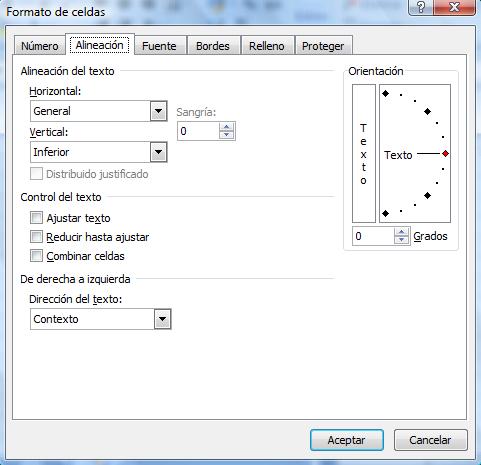 Formato de celdas
Número Alineación Fuente Bordes Relleno Proteger
Alineación del texto
Horizontal:
General
Sangría:
Vertical:
0
Inferior
Distribuido justificado
Control del texto
Ajustar texto
Reducir hasta ajustar
Combinar celdas
De derecha a izquierda
Dirección del texto:
Contexto
Orientación
Texto
Texto
0 Grados
Aceptar Cancelar